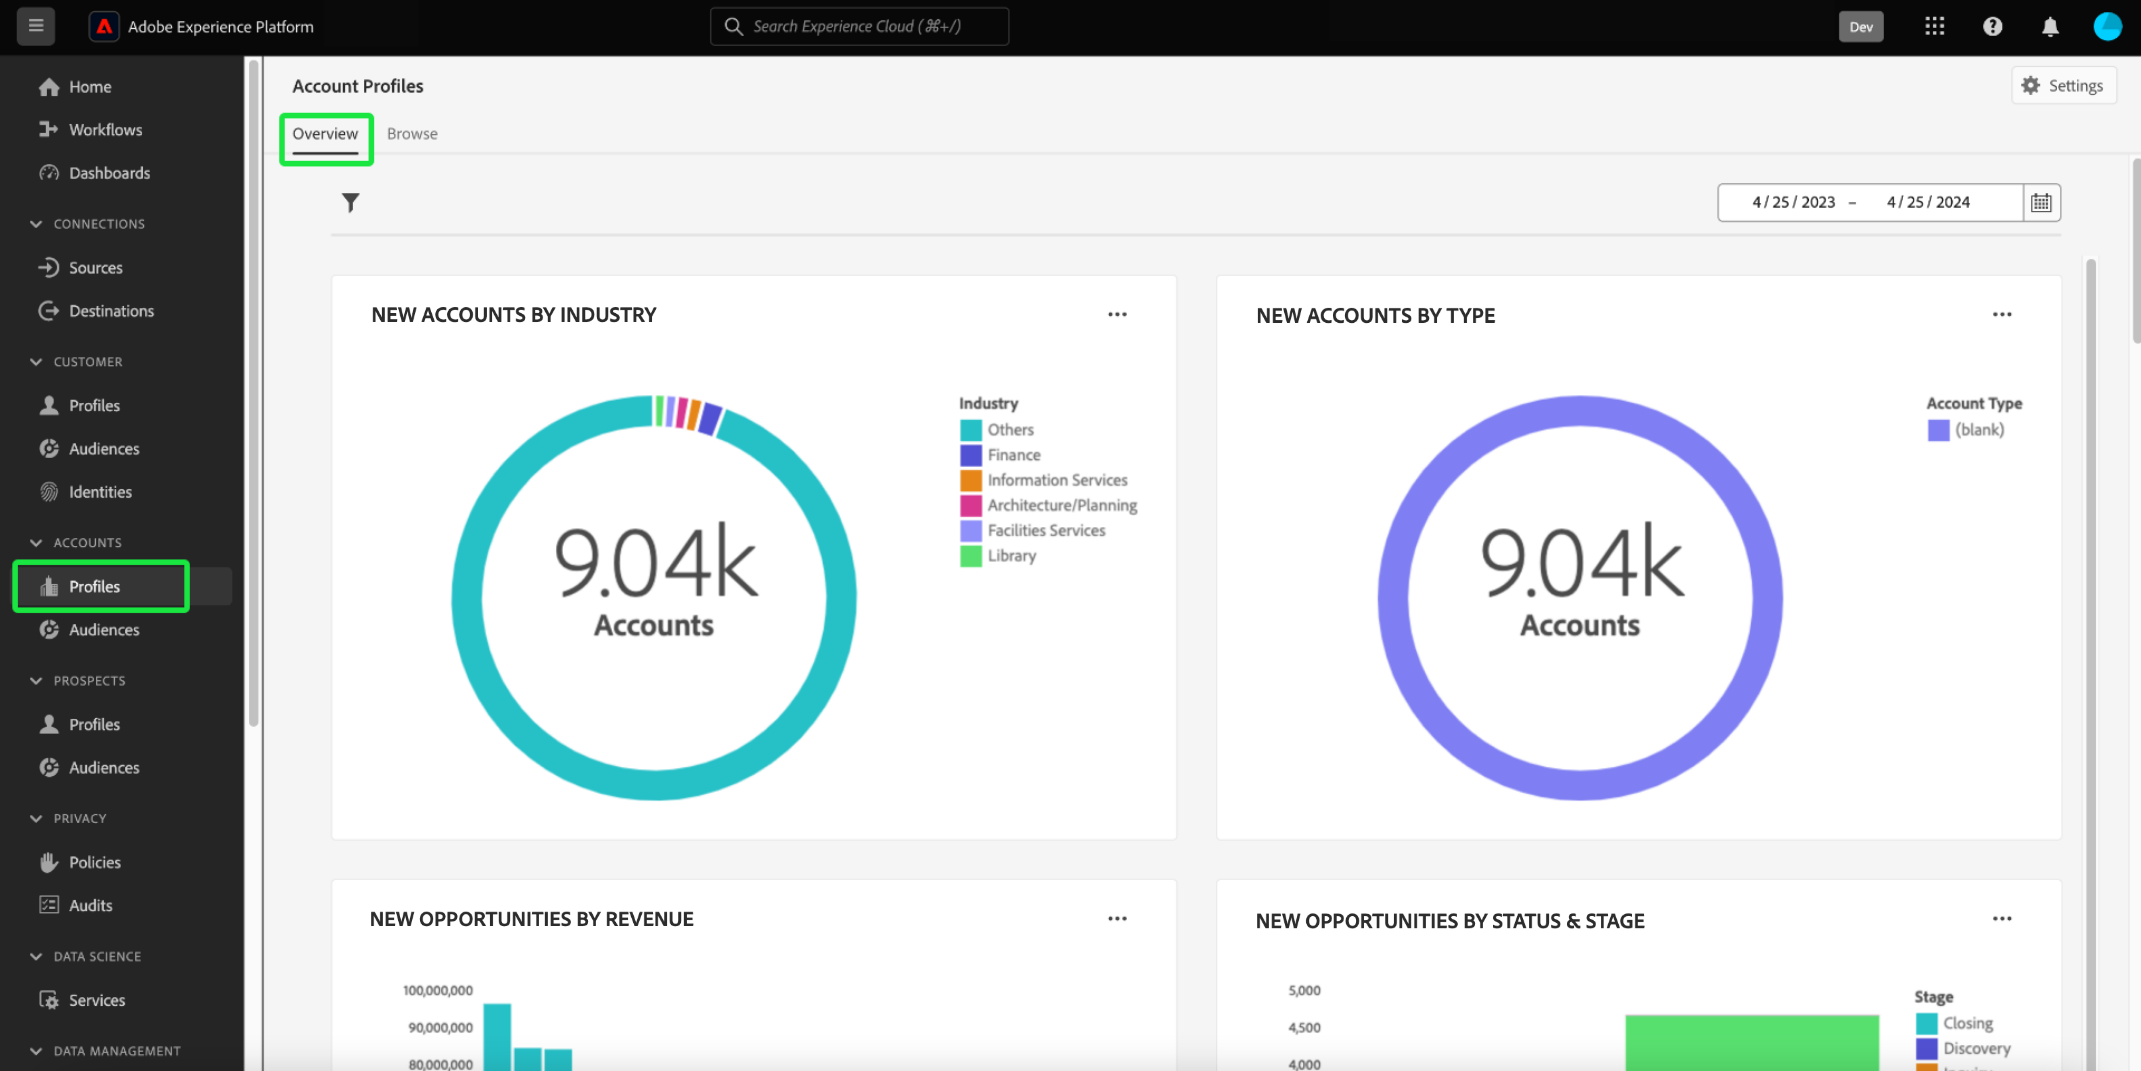 Adobe Experience Platform
Search Experience Cloud (⌘+/)
Dev
Home
Workflows
Dashboards
CONNECTIONS
Sources
Destinations
CUSTOMER
Profiles
Audiences
Identities
ACCOUNTS
Profiles
Audiences
PROSPECTS
Profiles
Audiences
PRIVACY
Policies
Audits
DATA SCIENCE
Services
DATA MANAGEMENT
Account Profiles
Settings
Overview
Browse
4 / 25 / 2023 – 4 / 25 / 2024
NEW ACCOUNTS BY INDUSTRY
9.04k
Accounts
Industry
Others
Finance
Information Services
Architecture/Planning
Facilities Services
Library
NEW ACCOUNTS BY TYPE
9.04k
Accounts
Account Type
(blank)
NEW OPPORTUNITIES BY REVENUE
100,000,000
90,000,000
80,000,000
NEW OPPORTUNITIES BY STATUS & STAGE
5,000
4,500
4,000
Stage
Closing
Discovery